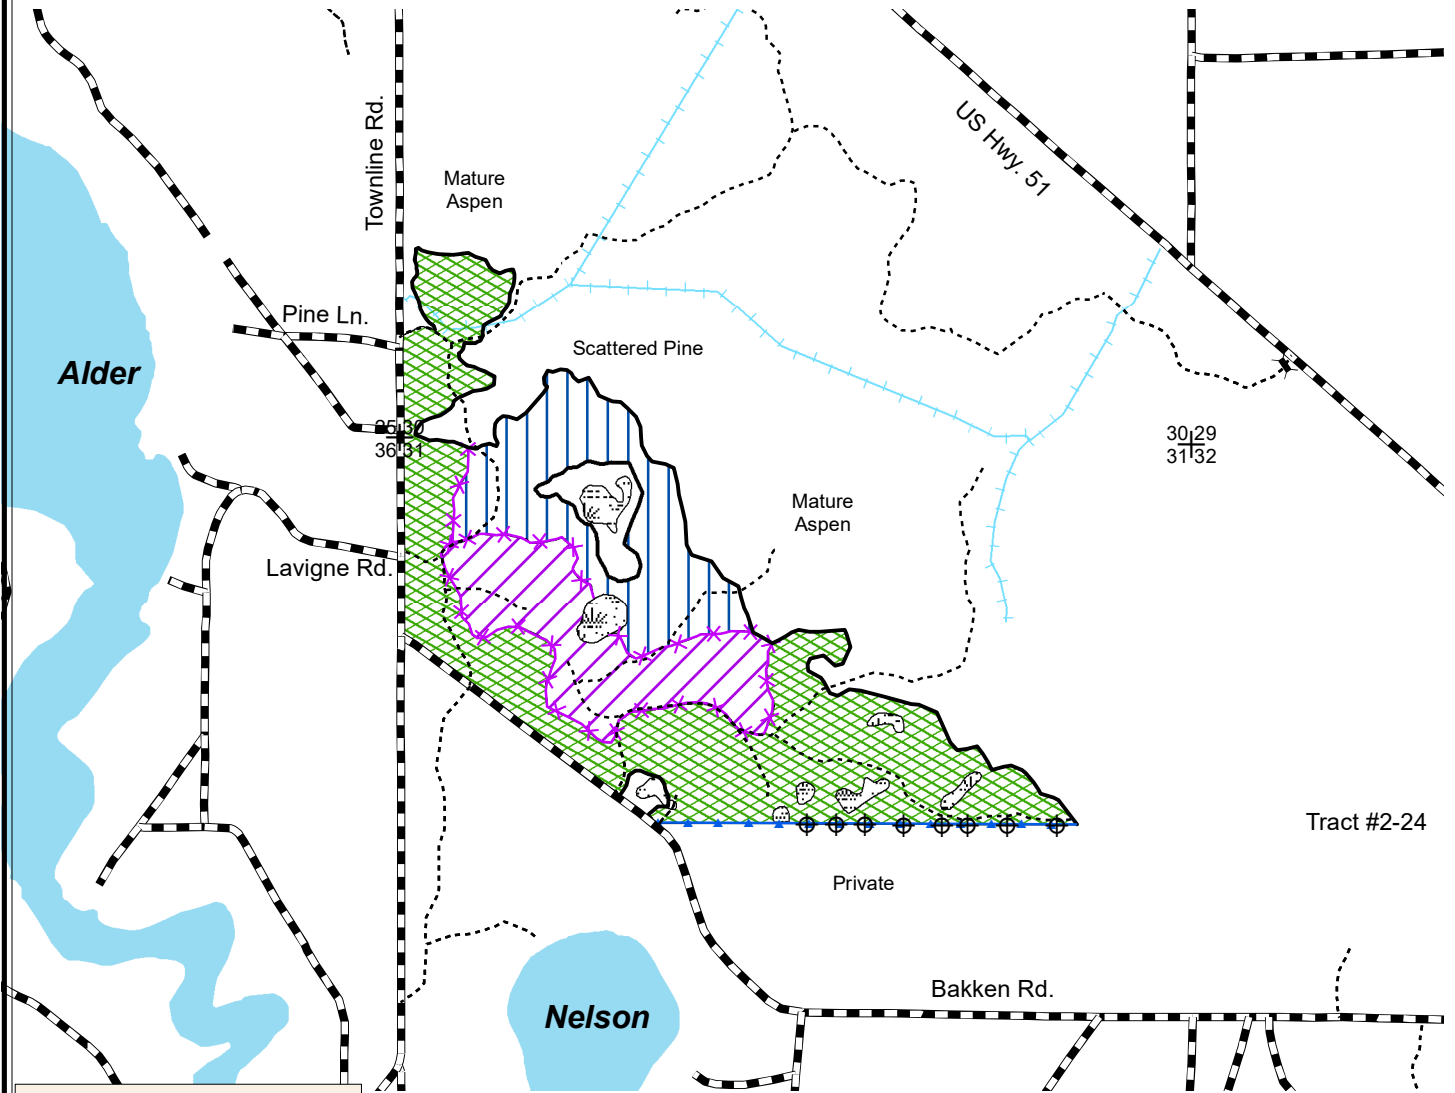 US Hwy. 51
Townline Rd.
Mature
Aspen
Pine Ln.
Scattered Pine
Alder
25 30
36 31
30 29
31 32
Mature
Aspen
Lavigne Rd.
Tract #2-24
Private
Bakken Rd.
Nelson